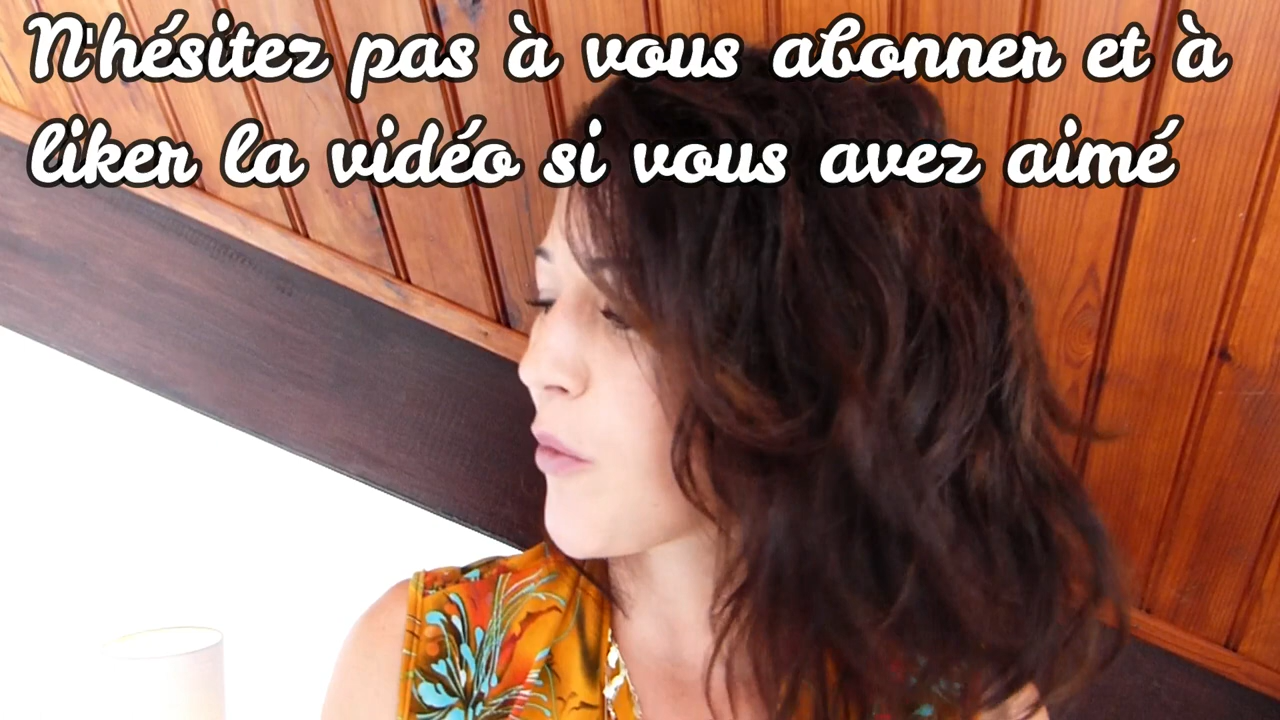 N'hésitez pas à vous abonner et à
liker la vidéo si vous avez aimé